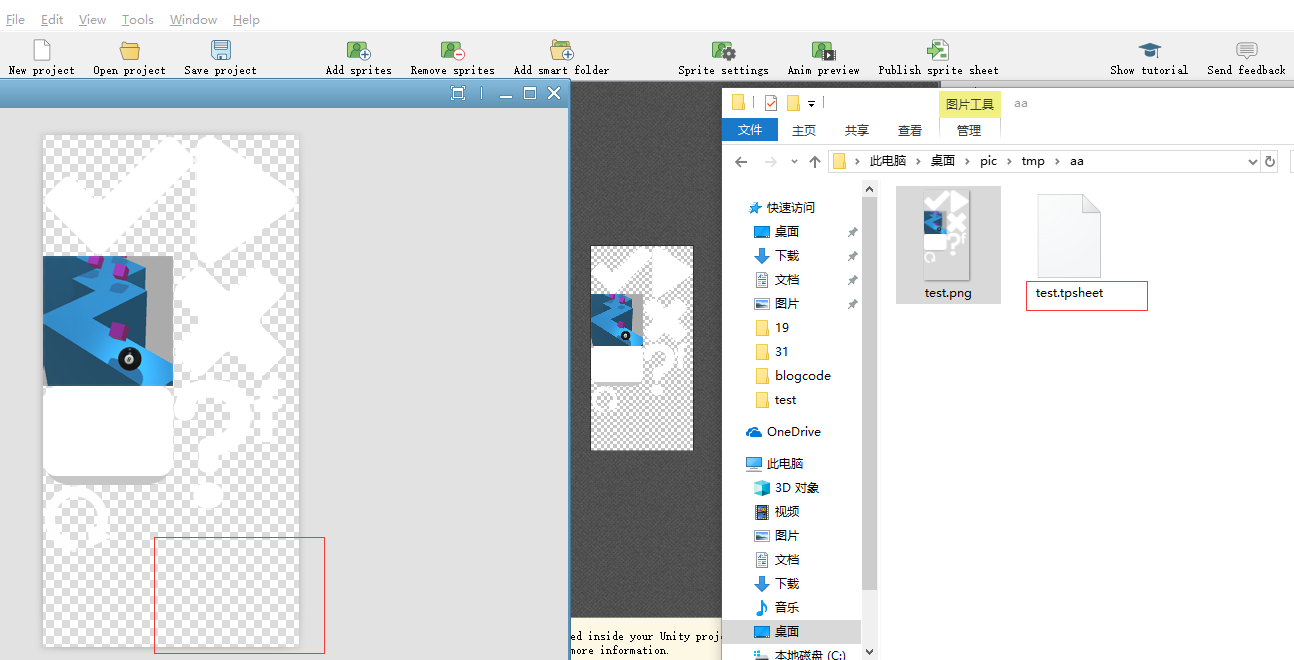 File Edit View Tools Window Help
New project Open project Save project Add sprites Remove sprites Add smart folder Sprite settings Anim preview Publish sprite sheet Show tutorial Send feedback
图片工具 aa
文件 主页 共享 查看 管理
此电脑 > 桌面 > pic > tmp > aa
快速访问
桌面
下载
文档
图片
19
31
blogcode
test
OneDrive
此电脑
3D 对象
视频
图片
文档
下载
音乐
桌面
本地磁盘 (C:)
test.png
test.tpsheet
ed inside your Unity proj
more information.